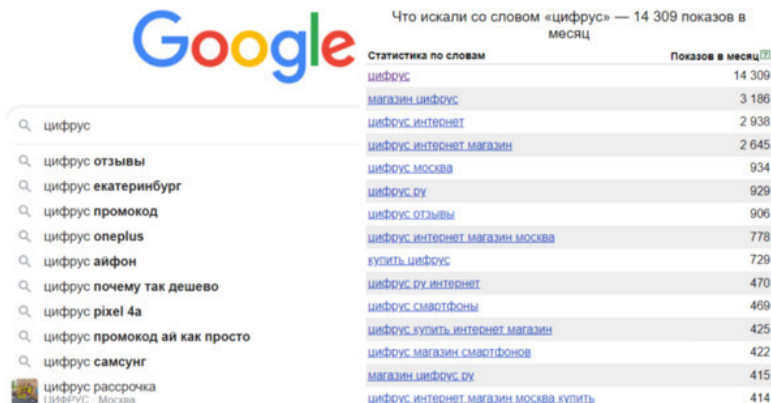 Google
цифрус
цифрус отзывы
цифрус екатеринбург
цифрус промокод
цифрус oneplus
цифрус айфон
цифрус почему так дешево
цифрус pixel 4a
цифрус промокод ай как просто
цифрус самсунг
цифрус рассрочка
ЦИФРУС · Москва
Что искали со словом «цифрус» — 14 309 показов в
месяц
Статистика по словам Показов в месяц ?
цифрус 14 309
магазин цифрус 3 186
цифрус интернет 2 938
цифрус интернет магазин 2 645
цифрус москва 934
цифрус ру 929
цифрус отзывы 906
цифрус интернет магазин москва 778
купить цифрус 729
цифрус ру интернет 470
цифрус смартфоны 469
цифрус купить интернет магазин 425
цифрус магазин смартфонов 422
магазин цифрус ру 415
цифрус интернет магазин москва купить 414